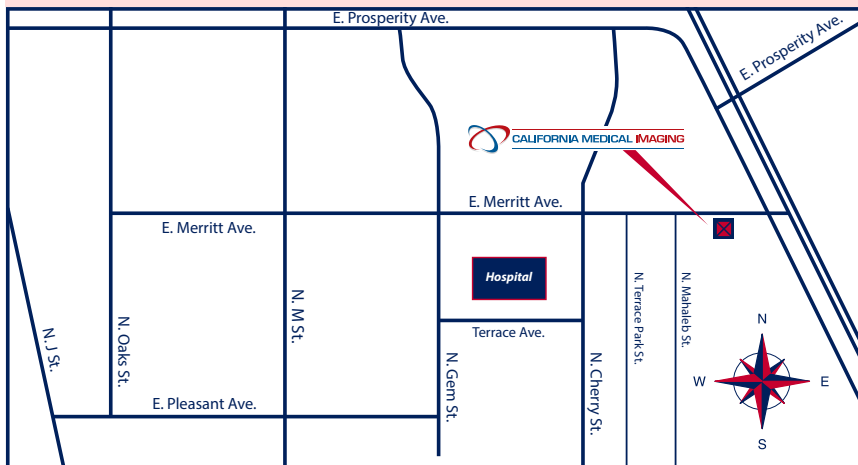 E. Prosperity Ave.
E. Prosperity Ave.
CALIFORNIA MEDICAL IMAGING
E. Merritt Ave.
E. Merritt Ave.
Hospital
N. J St.
N. Oaks St.
N. M St.
Terrace Ave.
N. Gem St.
N. Cherry St.
N. Terrace Park St.
N. Mahaleb St.
E. Pleasant Ave.
N
W
E
S